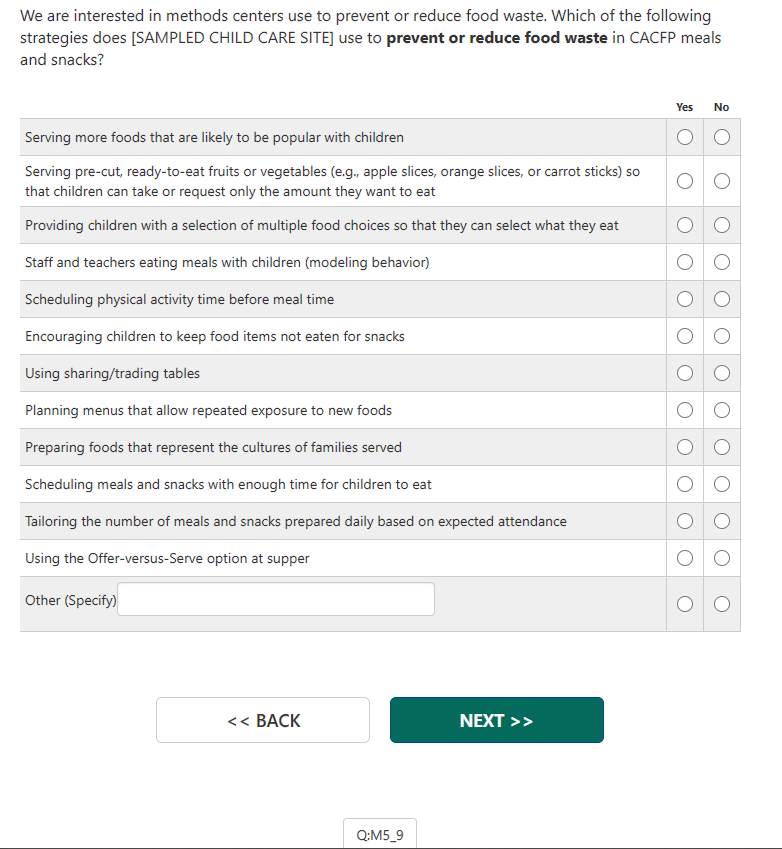 We are interested in methods centers use to prevent or reduce food waste. Which of the following
strategies does [SAMPLED CHILD CARE SITE] use to prevent or reduce food waste in CACFP meals
and snacks?
Yes No
Serving more foods that are likely to be popular with children
Serving pre-cut, ready-to-eat fruits or vegetables (e.g., apple slices, orange slices, or carrot sticks) so
that children can take or request only the amount they want to eat
Providing children with a selection of multiple food choices so that they can select what they eat
Staff and teachers eating meals with children (modeling behavior)
Scheduling physical activity time before meal time
Encouraging children to keep food items not eaten for snacks
Using sharing/trading tables
Planning menus that allow repeated exposure to new foods
Preparing foods that represent the cultures of families served
Scheduling meals and snacks with enough time for children to eat
Tailoring the number of meals and snacks prepared daily based on expected attendance
Using the Offer-versus-Serve option at supper
Other (Specify)
<< BACK NEXT >>
Q:M5_9